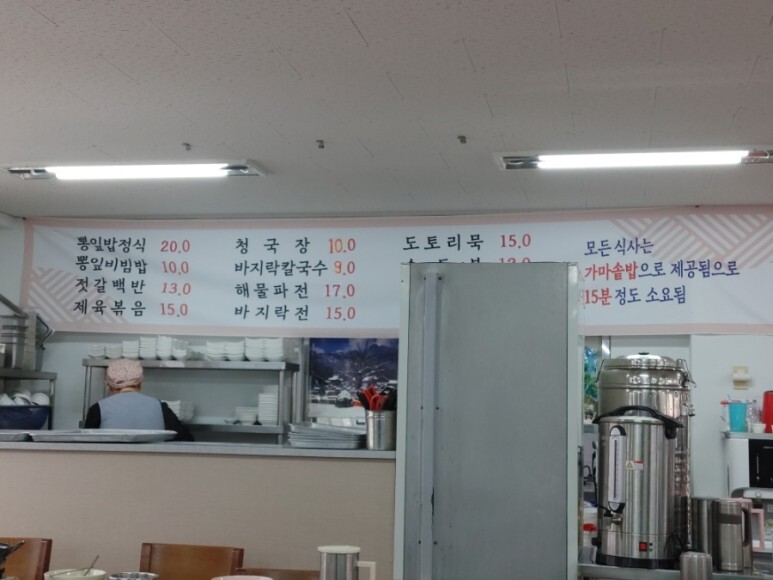 뽕잎밥정식 20.0
뽕잎비빔밥 10.0
젓갈백반 13.0
제육볶음 15.0
청국장 10.0
바지락칼국수 9.0
해물파전 17.0
바지락전 15.0
도토리묵 15.0
모든식사는
가마솥밥으로 제공됨으로
15분 정도 소요됨